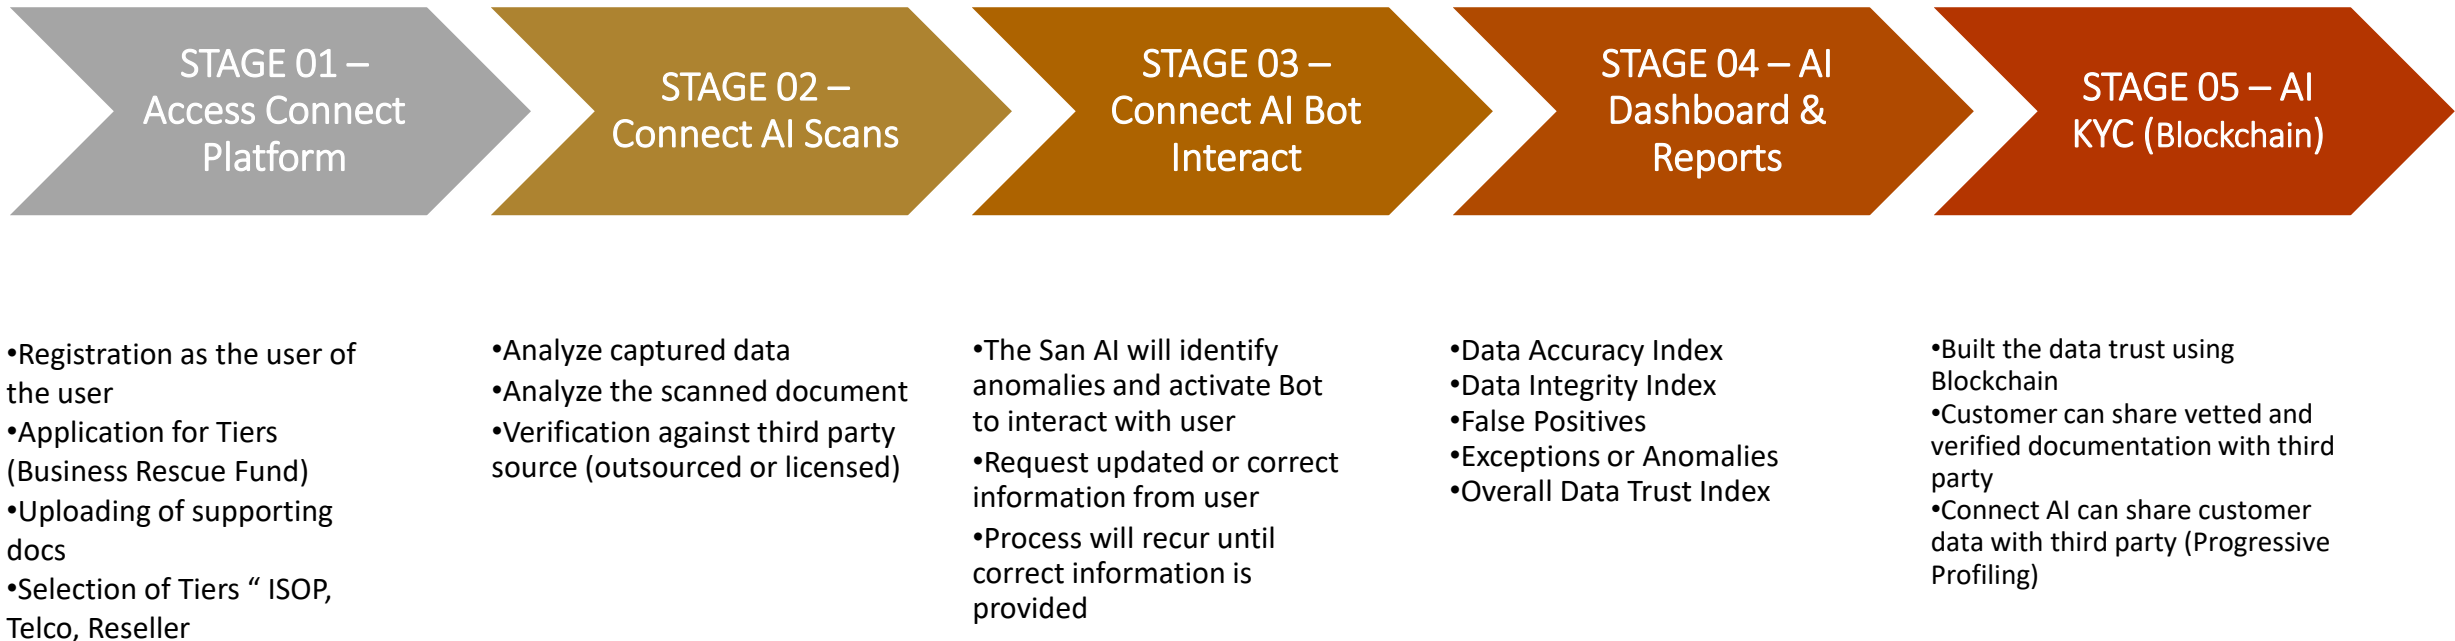 STAGE 01 –
Access Connect
Platform
STAGE 02 –
Connect AI Scans
STAGE 03 –
Connect AI Bot
Interact
STAGE 04 – AI
Dashboard &
Reports
STAGE 05 – AI
KYC (Blockchain)
•Registration as the user of
the user
•Application for Tiers
(Business Rescue Fund)
•Uploading of supporting
docs
•Selection of Tiers “ ISOP,
Telco, Reseller
•Analyze captured data
•Analyze the scanned document
•Verification against third party
source (outsourced or licensed)
•The San AI will identify
anomalies and activate Bot
to interact with user
•Request updated or correct
information from user
•Process will recur until
correct information is
provided
•Data Accuracy Index
•Data Integrity Index
•False Positives
•Exceptions or Anomalies
•Overall Data Trust Index
•Built the data trust using
Blockchain
•Customer can share vetted and
verified documentation with third
party
•Connect AI can share customer
data with third party (Progressive
Profiling)